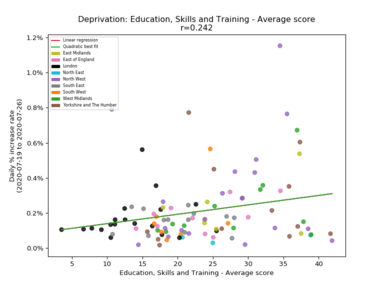 Deprivation: Education, Skills and Training - Average score
r=0.242
Daily % increase rate
(2020-07-19 to 2020-07-26)
1.2%
1.0%
0.8%
0.6%
0.4%
0.2%
0.0%
Linear regression
Quadratic best fit
East Midlands
East of England
London
North East
North West
South East
South West
West Midlands
Yorkshire and The Humber
5 10 15 20 25 30 35 40
Education, Skills and Training - Average score